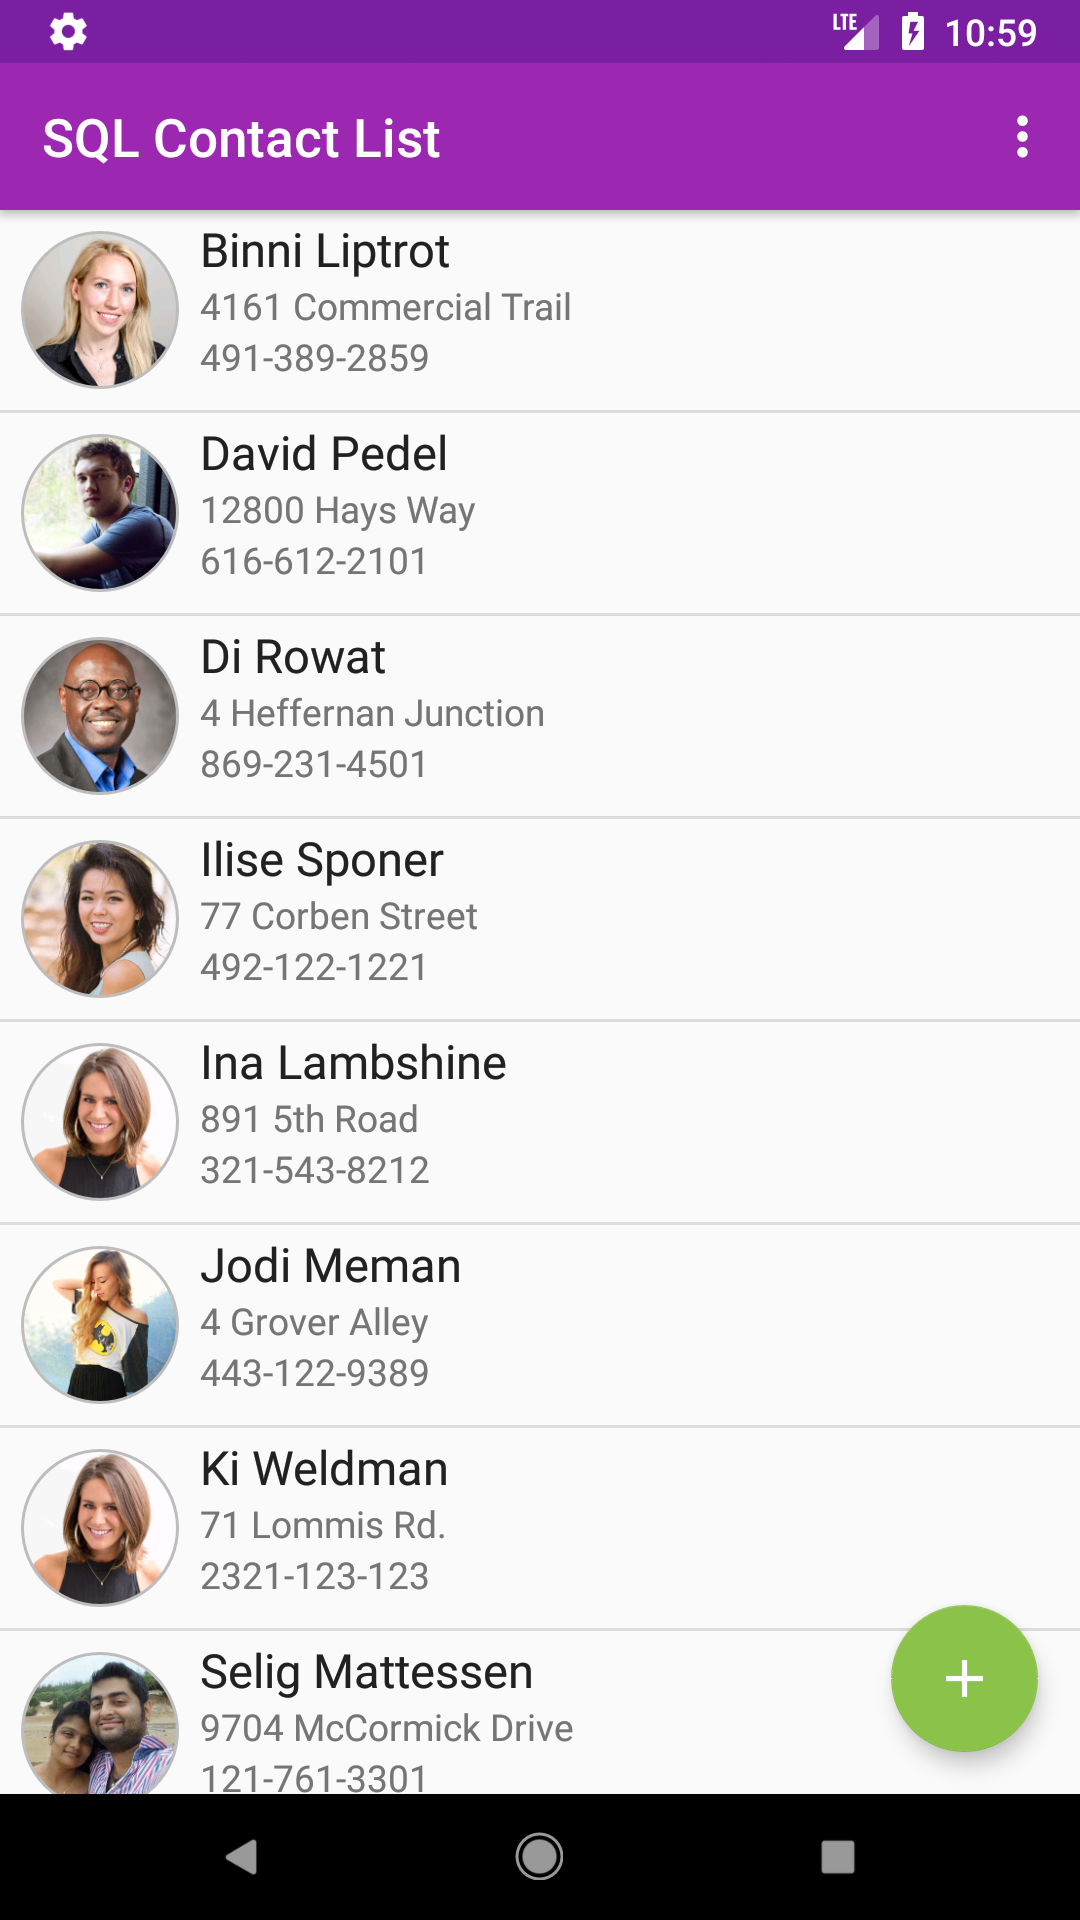 LTE 10:59
SQL Contact List
Binni Liptrot
4161 Commercial Trail
491-389-2859
David Pedel
12800 Hays Way
616-612-2101
Di Rowat
4 Heffernan Junction
869-231-4501
Ilise Sponer
77 Corben Street
492-122-1221
Ina Lambshine
891 5th Road
321-543-8212
Jodi Meman
4 Grover Alley
443-122-9389
Ki Weldman
71 Lommis Rd.
2321-123-123
Selig Mattessen
9704 McCormick Drive
121-761-3301